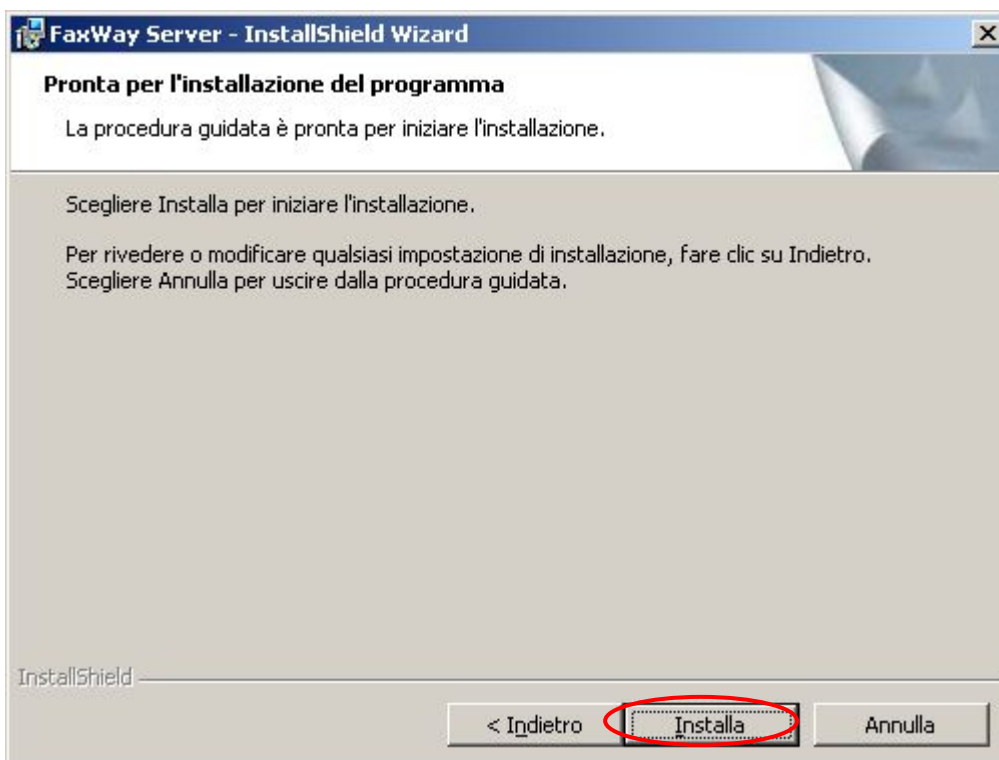 FaxWay Server - InstallShield Wizard
Pronta per l'installazione del programma
La procedura guidata è pronta per iniziare l'installazione.
Scegliere Installa per iniziare l'installazione.
Per rivedere o modificare qualsiasi impostazione di installazione, fare clic su Indietro.
Scegliere Annulla per uscire dalla procedura guidata.
InstallShield
< Indietro Installa Annulla